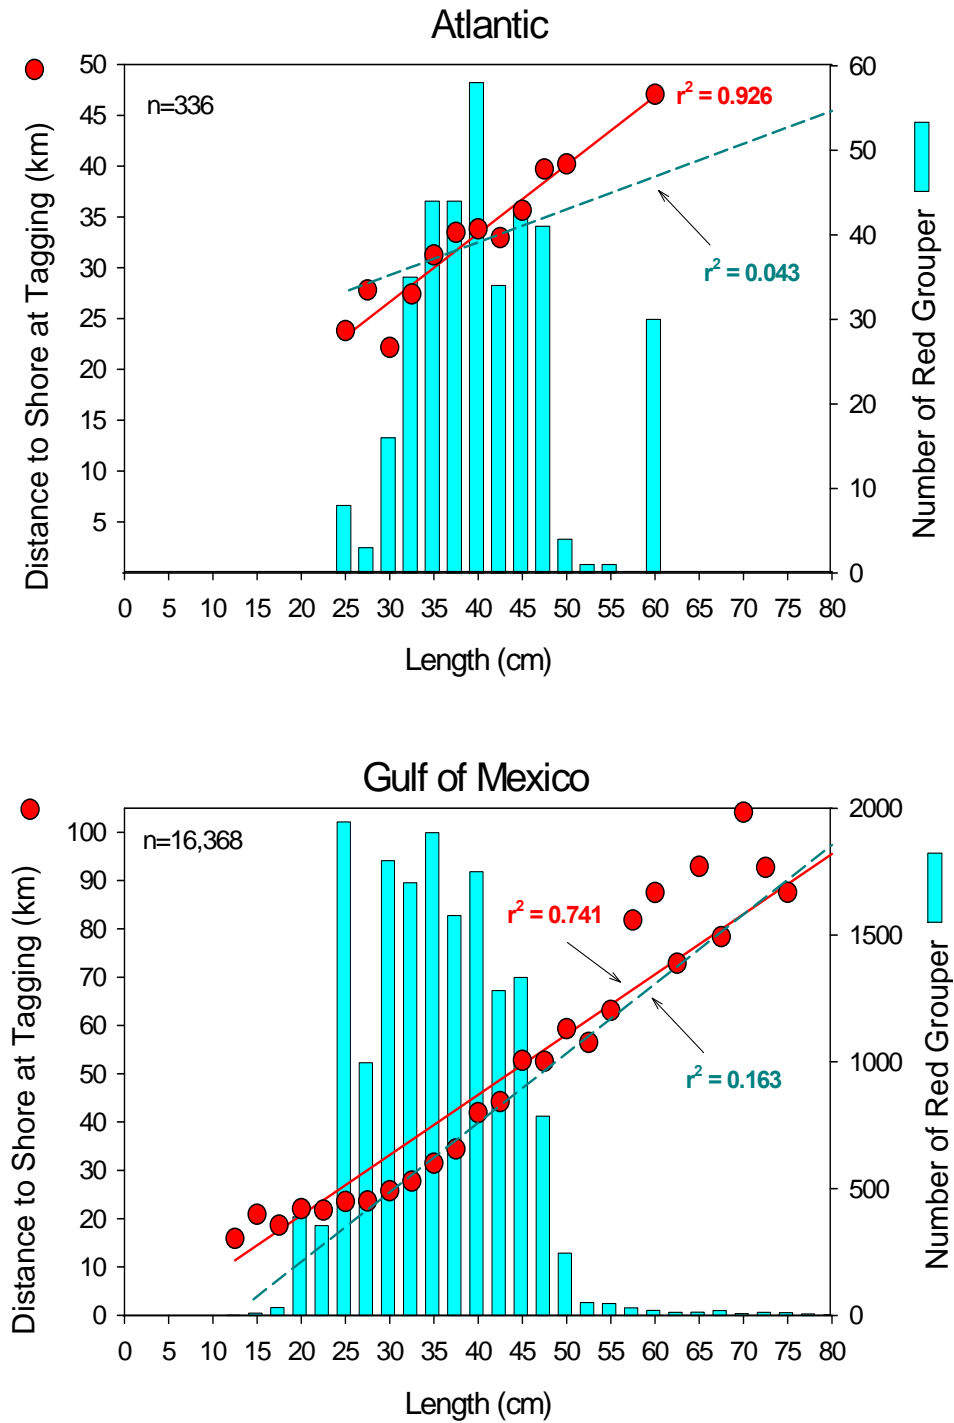 Atlantic
Distance to Shore at Tagging (km)
50
45
40
35
30
25
20
15
10
5
n=336
r² = 0.926
r² = 0.043
60
50
40
30
20
10
0
Number of Red Grouper
0 5 10 15 20 25 30 35 40 45 50 55 60 65 70 75 80
Length (cm)
Gulf of Mexico
Distance to Shore at Tagging (km)
100
90
80
70
60
50
40
30
20
10
0
n=16,368
r² = 0.741
r² = 0.163
2000
1500
1000
500
0
Number of Red Grouper
0 5 10 15 20 25 30 35 40 45 50 55 60 65 70 75 80
Length (cm)